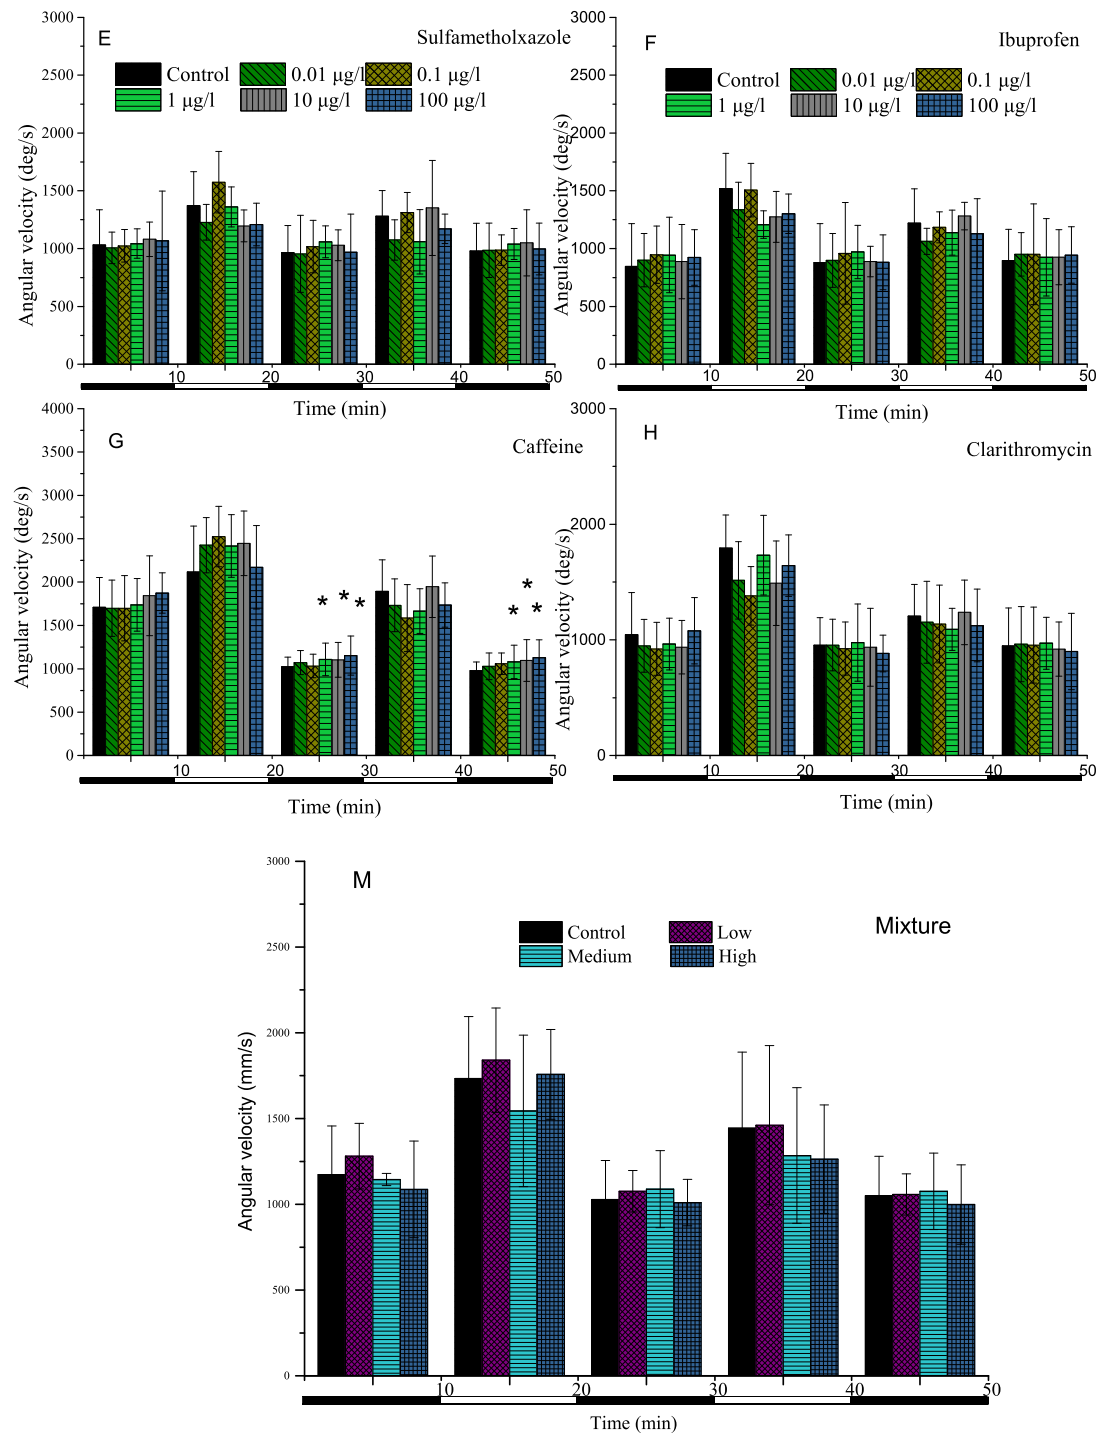 E
Sulfametholxazole
Control 0.01 μg/l 0.1 μg/l
1 μg/l 10 μg/l 100 μg/l
3000
2500
2000
1500
1000
500
0
Angular velocity (deg/s)
10 20 30 40 50
Time (min)
F
Ibuprofen
Control 0.01 μg/l 0.1 μg/l
1 μg/l 10 μg/l 100 μg/l
3000
2500
2000
1500
1000
500
0
Angular velocity (deg/s)
10 20 30 40 50
Time (min)
G
Caffeine
4000
3500
3000
2500
2000
1500
1000
500
0
Angular velocity (deg/s)
* * *
* * *
10 20 30 40 50
Time (min)
H
Clarithromycin
3000
2000
1000
0
Angular velocity (deg/s)
10 20 30 40 50
Time (min)
M
Mixture
Control Low
Medium High
3000
2500
2000
1500
1000
500
0
Angular velocity (mm/s)
10 20 30 40 50
Time (min)